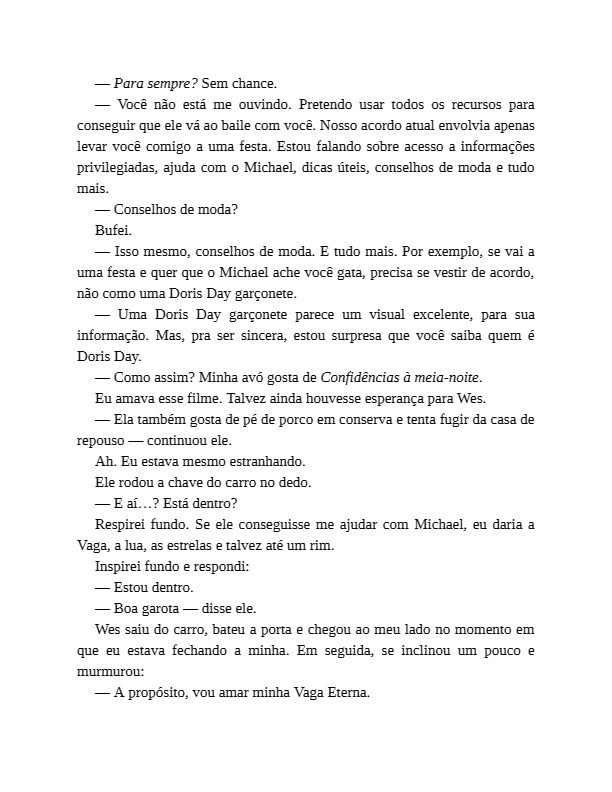 — Para sempre? Sem chance.
— Você não está me ouvindo. Pretendo usar todos os recursos para
conseguir que ele vá ao baile com você. Nosso acordo atual envolvia apenas
levar você comigo a uma festa. Estou falando sobre acesso a informações
privilegiadas, ajuda com o Michael, dicas úteis, conselhos de moda e tudo
mais.
— Conselhos de moda?
Bufei.
— Isso mesmo, conselhos de moda. E tudo mais. Por exemplo, se vai a
uma festa e quer que o Michael ache você gata, precisa se vestir de acordo,
não como uma Doris Day garçonete.
— Uma Doris Day garçonete parece um visual excelente, para sua
informação. Mas, pra ser sincera, estou surpresa que você saiba quem é
Doris Day.
— Como assim? Minha avó gosta de Confidências à meia-noite.
Eu amava esse filme. Talvez ainda houvesse esperança para Wes.
— Ela também gosta de pé de porco em conserva e tenta fugir da casa de
repouso — continuou ele.
Ah. Eu estava mesmo estranhando.
Ele rodou a chave do carro no dedo.
— E aí…? Está dentro?
Respirei fundo. Se ele conseguisse me ajudar com Michael, eu daria a
Vaga, a lua, as estrelas e talvez até um rim.
Inspirei fundo e respondi:
— Estou dentro.
— Boa garota — disse ele.
Wes saiu do carro, bateu a porta e chegou ao meu lado no momento em
que eu estava fechando a minha. Em seguida, se inclinou um pouco e
murmurou:
— A propósito, vou amar minha Vaga Eterna.